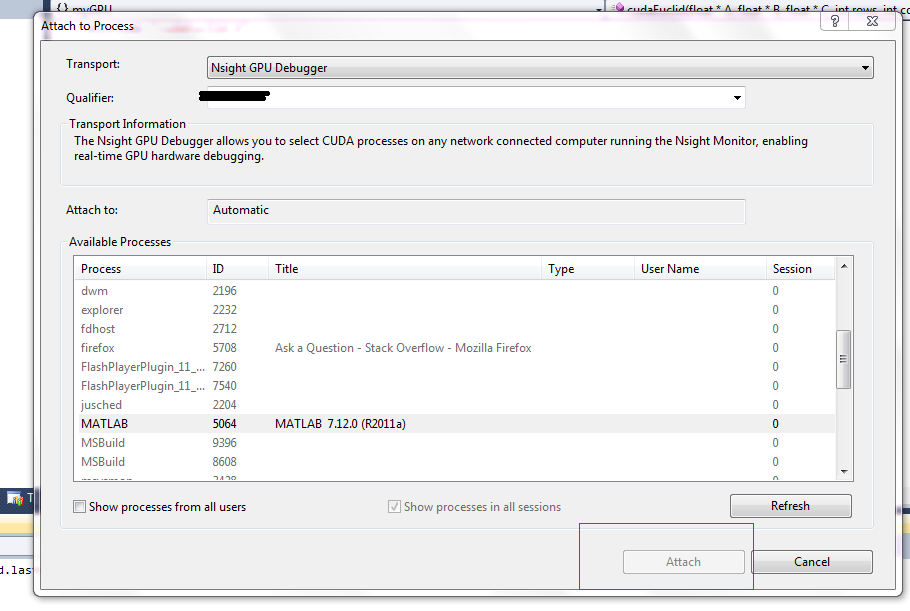 {} myGPU
cudaEuclid(float * A, float * B, float * C, int rows, int co
Attach to Process
?
Transport:
Nsight GPU Debugger
Qualifier:
Transport Information
The Nsight GPU Debugger allows you to select CUDA processes on any network connected computer running the Nsight Monitor, enabling
real-time GPU hardware debugging.
Attach to:
Automatic
Available Processes
Process ID Title Type User Name Session
dwm 2196 0
explorer 2232 0
fdhost 2712 0
firefox 5708 Ask a Question - Stack Overflow - Mozilla Firefox 0
FlashPlayerPlugin_11_... 7260 0
FlashPlayerPlugin_11_... 7540 0
jusched 2204 0
MATLAB 5064 MATLAB 7.12.0 (R2011a) 0
MSBuild 9396 0
MSBuild 8608 0
Show processes from all users
Show processes in all sessions
Refresh
T
Attach
Cancel
d.las